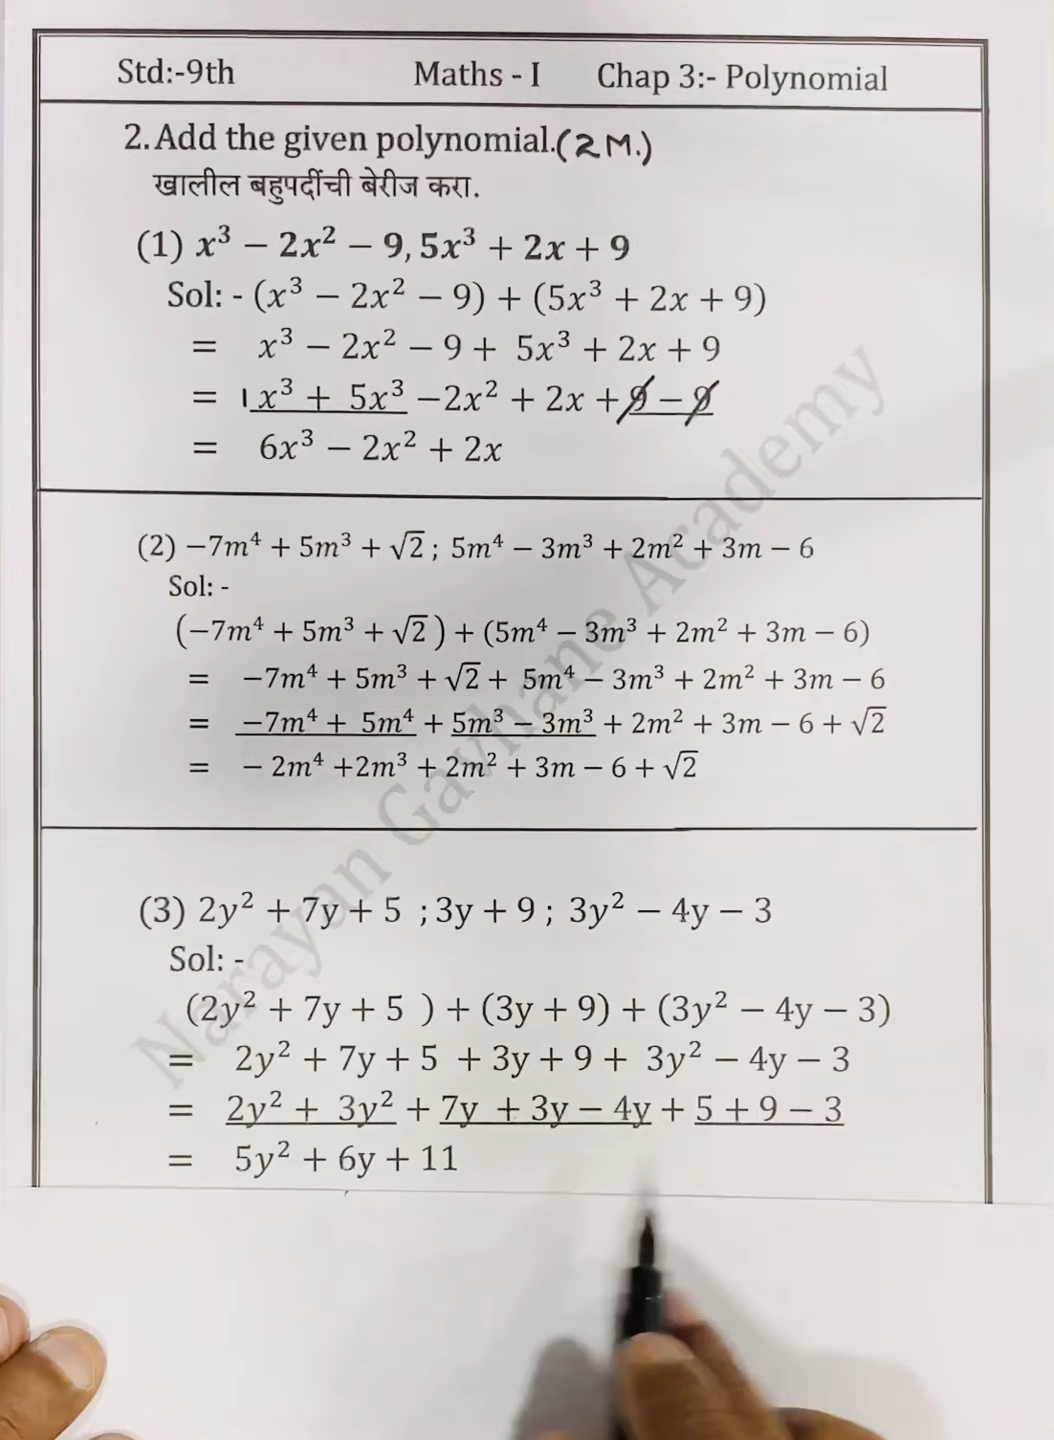 Std:-9th Maths - I Chap 3:- Polynomial
2. Add the given polynomial. (2 M.)
खालील बहुपदींची बेरीज करा.
(1) x³ − 2x² − 9, 5x³ + 2x + 9
Sol: - (x³ − 2x² − 9) + (5x³ + 2x + 9)
= x³ − 2x² − 9 + 5x³ + 2x + 9
= 1x³ + 5x³ −2x² + 2x + 9 − 9
= 6x³ − 2x² + 2x
(2) −7m⁴ + 5m³ + √2 ; 5m⁴ − 3m³ + 2m² + 3m − 6
Sol: -
(−7m⁴ + 5m³ + √2 ) + (5m⁴ − 3m³ + 2m² + 3m − 6)
= −7m⁴ + 5m³ + √2 + 5m⁴ − 3m³ + 2m² + 3m − 6
= −7m⁴ + 5m⁴ + 5m³ − 3m³ + 2m² + 3m − 6 + √2
= − 2m⁴ +2m³ + 2m² + 3m − 6 + √2
(3) 2y² + 7y + 5 ; 3y + 9 ; 3y² − 4y − 3
Sol: -
(2y² + 7y + 5 ) + (3y + 9) + (3y² − 4y − 3)
= 2y² + 7y + 5 + 3y + 9 + 3y² − 4y − 3
= 2y² + 3y² + 7y + 3y − 4y + 5 + 9 − 3
= 5y² + 6y + 11
Narayan Gavhane Academy